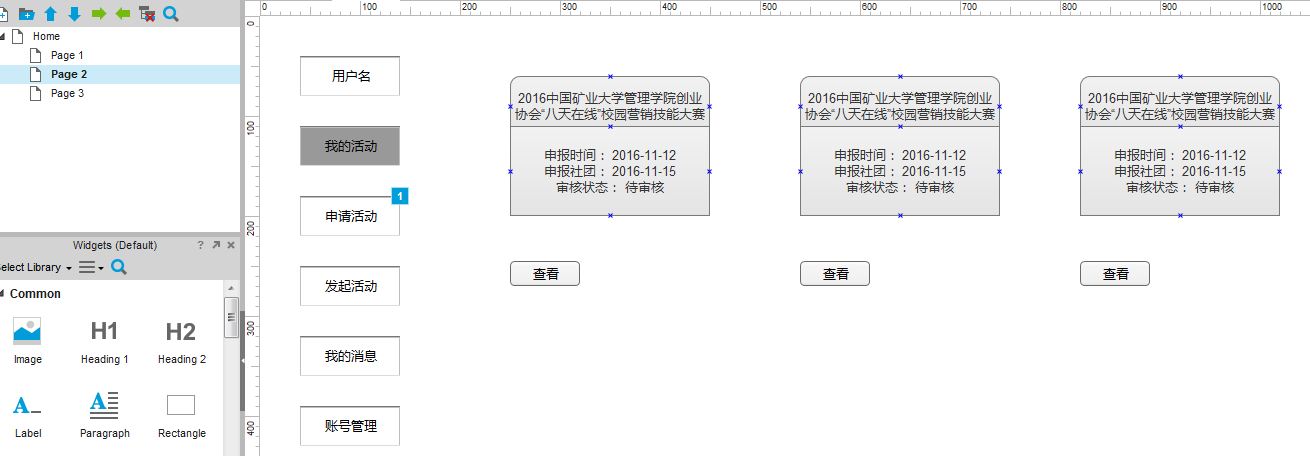 0 100 200 300 400 500 600 700 800 900 1000
Home
Page 1
Page 2
Page 3
Widgets (Default)
?
elect Library
Common
H1
H2
Image
Heading 1
Heading 2
A
A
Label
Paragraph
Rectangle
0
100
200
300
400
用户名
我的活动
1
申请活动
发起活动
我的消息
账号管理
2016中国矿业大学管理学院创业
协会“八天在线”校园营销技能大赛
申报时间： 2016-11-12
申报社团： 2016-11-15
审核状态： 待审核
查看
2016中国矿业大学管理学院创业
协会“八天在线”校园营销技能大赛
申报时间： 2016-11-12
申报社团： 2016-11-15
审核状态： 待审核
查看
2016中国矿业大学管理学院创业
协会“八天在线”校园营销技能大赛
申报时间： 2016-11-12
申报社团： 2016-11-15
审核状态： 待审核
查看